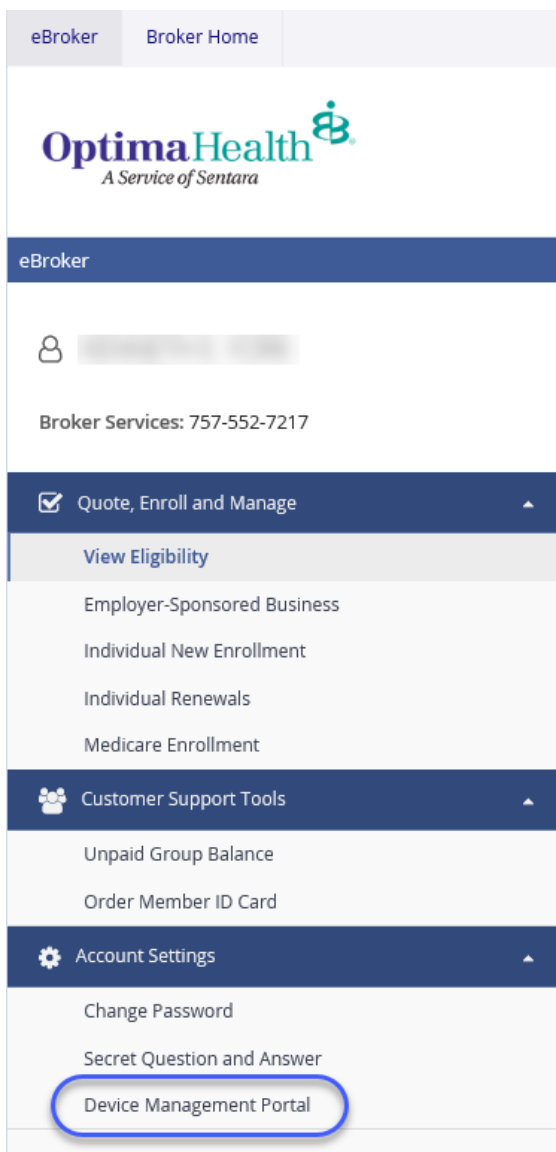 eBroker Broker Home
OptimaHealth
A Service of Sentara
eBroker
Broker Services: 757-552-7217
Quote, Enroll and Manage
View Eligibility
Employer-Sponsored Business
Individual New Enrollment
Individual Renewals
Medicare Enrollment
Customer Support Tools
Unpaid Group Balance
Order Member ID Card
Account Settings
Change Password
Secret Question and Answer
Device Management Portal